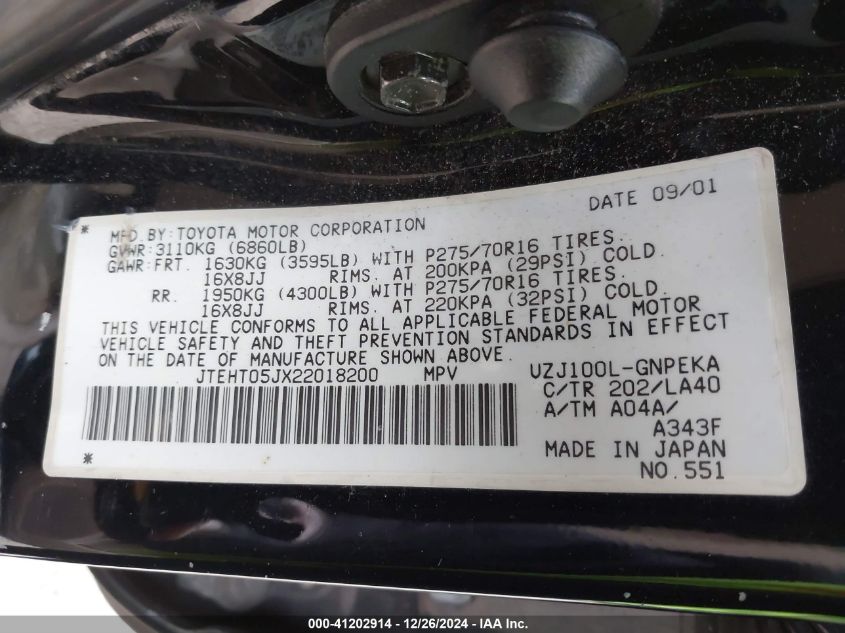 DATE 09/01
* MFD.BY:TOYOTA MOTOR CORPORATION
GVWR:3110KG (6860LB)
GAWR:FRT. 1630KG (3595LB) WITH P275/70R16 TIRES.
16X8JJ RIMS. AT 200KPA (29PSI) COLD.
RR. 1950KG (4300LB) WITH P275/70R16 TIRES.
16X8JJ RIMS. AT 220KPA (32PSI) COLD.
THIS VEHICLE CONFORMS TO ALL APPLICABLE FEDERAL MOTOR
VEHICLE SAFETY AND THEFT PREVENTION STANDARDS IN EFFECT
ON THE DATE OF MANUFACTURE SHOWN ABOVE.
JTEHT05JX22018200 MPV UZJ100L-GNPEKA
C/TR 202/LA40
A/TM A04A/
A343F
MADE IN JAPAN
* NO.551
000-41202914 - 12/26/2024 - IAA Inc.